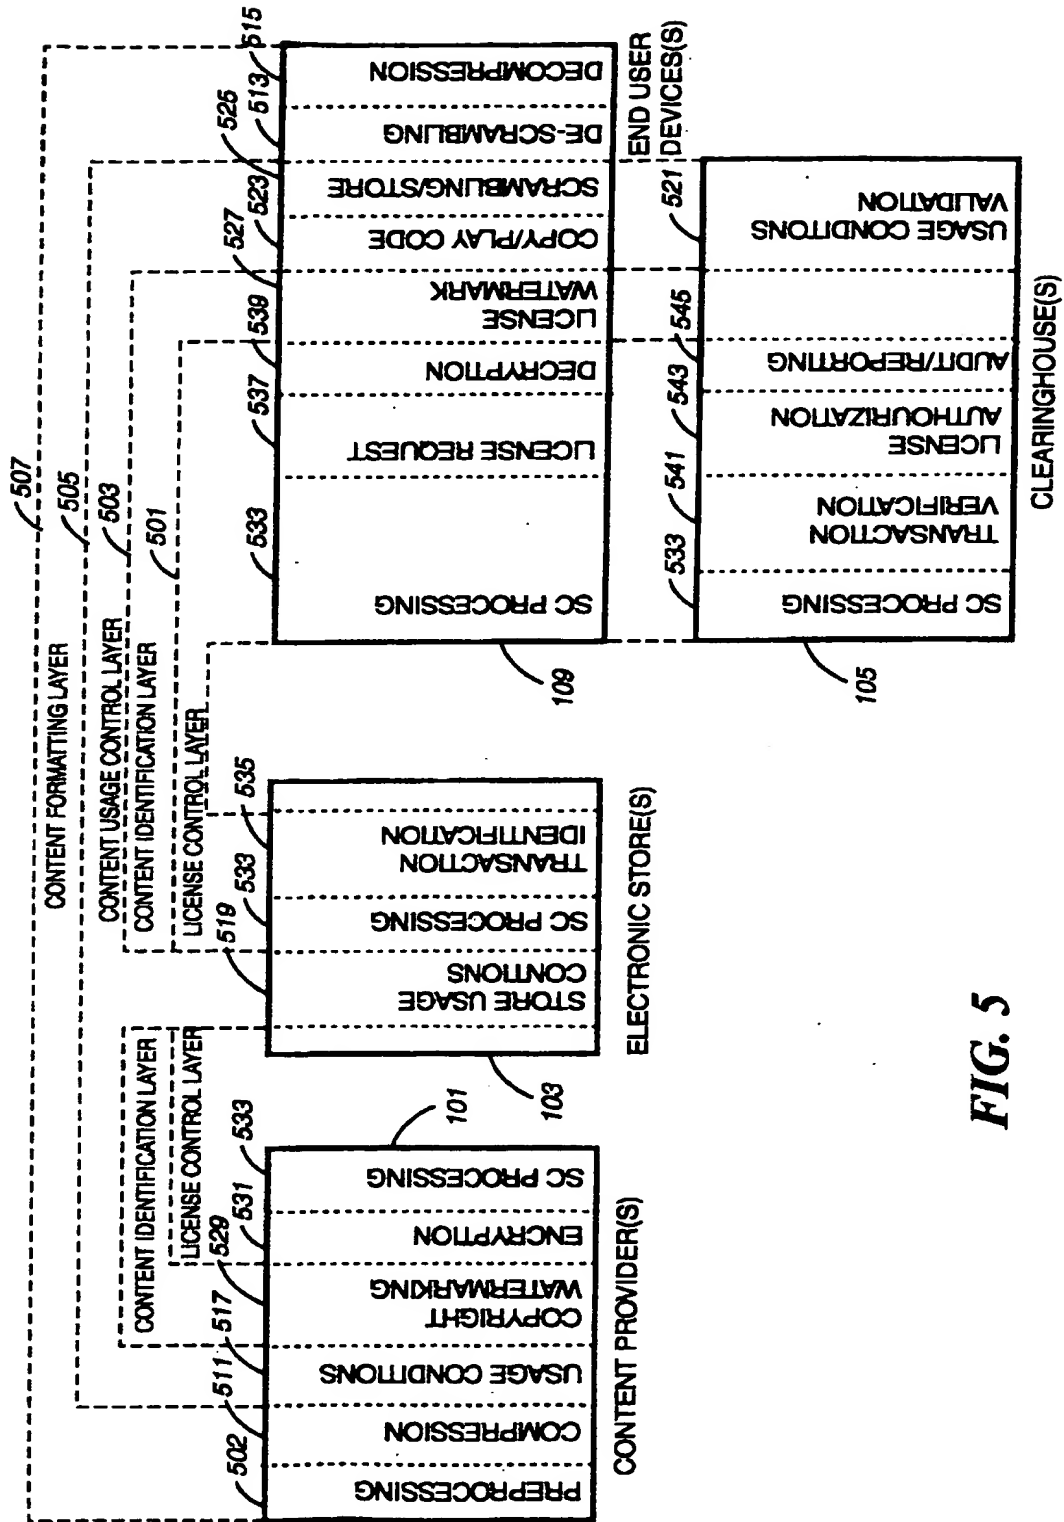 507
CONTENT FORMATTING LAYER
505
CONTENT USAGE CONTROL LAYER
503
CONTENT IDENTIFICATION LAYER
CONTENT IDENTIFICATION LAYER
501
LICENSE CONTROL LAYER
LICENSE CONTROL LAYER
502
511
517
529
531
533
PREPROCESSING
COMPRESSION
USAGE CONDITIONS
COPYRIGHT
WATERMARKING
ENCRYPTION
SC PROCESSING
101
CONTENT PROVIDER(S)
519
533
535
STORE USAGE
CONTIONS
SC PROCESSING
TRANSACTION
IDENTIFICATION
103
ELECTRONIC STORE(S)
533
537
539
527
523
525
513
515
SC PROCESSING
LICENSE REQUEST
DECRYPTION
LICENSE
WATERMARK
COPY/PLAY CODE
SCRAMBLING/STORE
DE-SCRAMBLING
DECOMPRESSION
109
END USER
DEVICES(S)
533
541
543
545
521
SC PROCESSING
TRANSACTION
VERIFICATION
LICENSE
AUTHOURIZATION
AUDIT/REPORTING
USAGE CONDITONS
VALIDATION
105
CLEARINGHOUSE(S)
FIG. 5